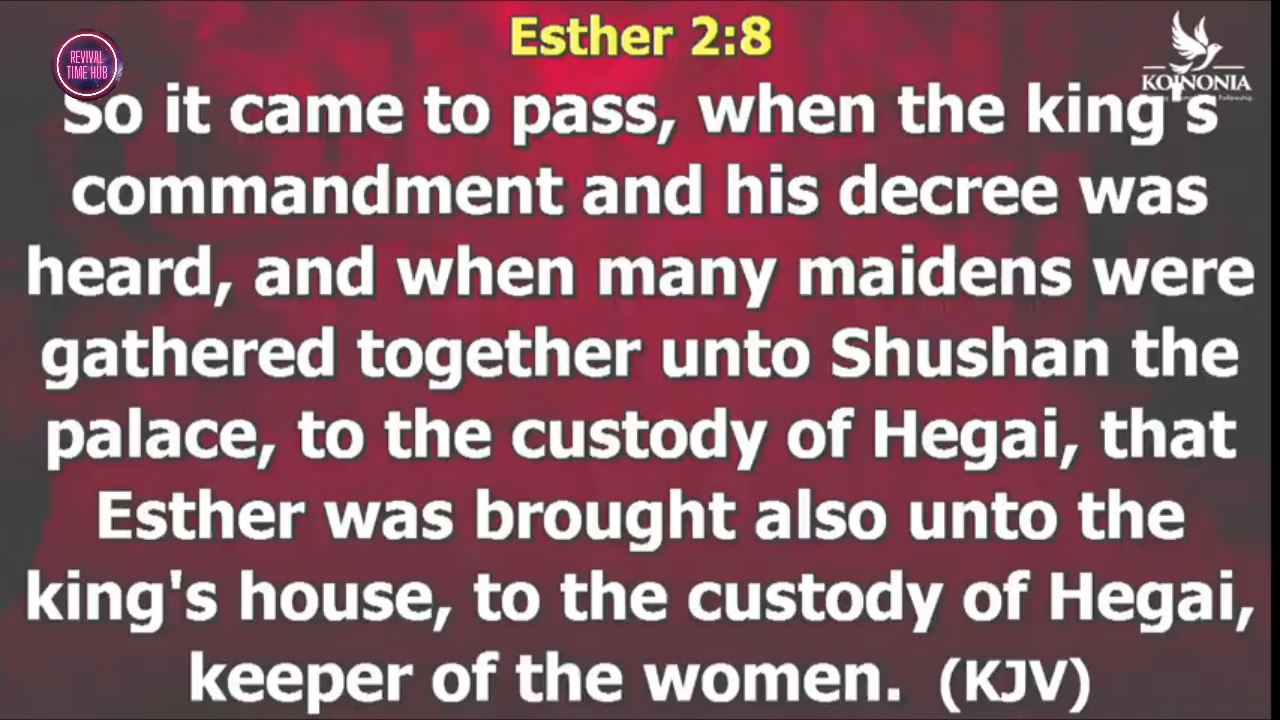 Esther 2:8
REVIVAL
TIME HUB
KOINONIA
So it came to pass, when the king's
commandment and his decree was
heard, and when many maidens were
gathered together unto Shushan the
palace, to the custody of Hegai, that
Esther was brought also unto the
king's house, to the custody of Hegai,
keeper of the women. (KJV)